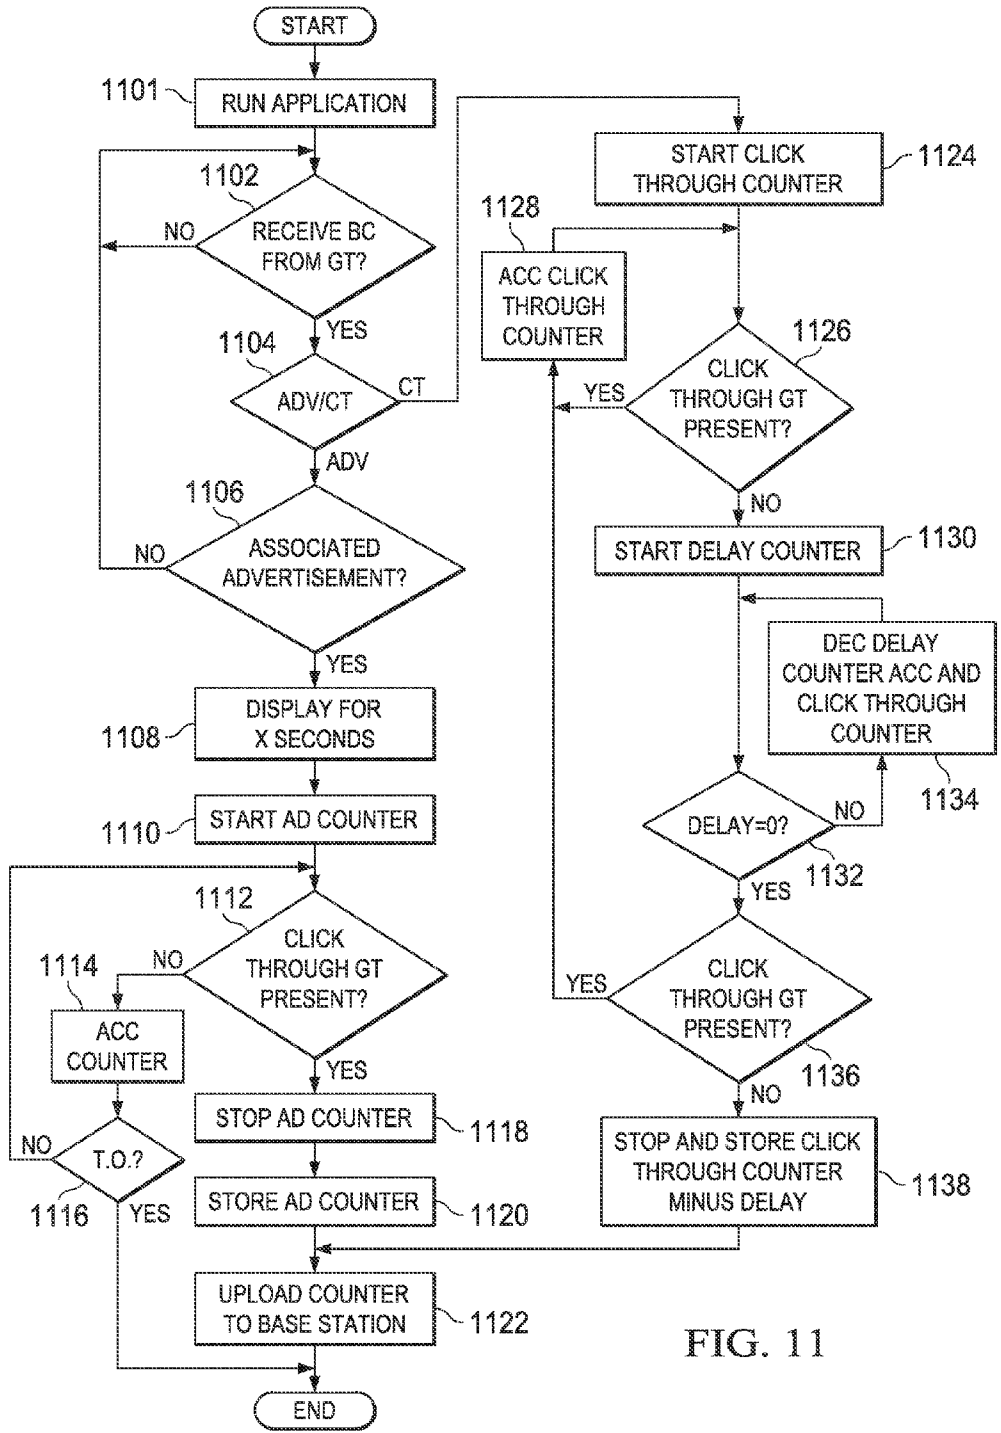 START
1101
RUN APPLICATION
1102
RECEIVE BC
FROM GT?
NO
YES
1104
ADV/CT
CT
ADV
1106
ASSOCIATED
ADVERTISEMENT?
NO
YES
DISPLAY FOR
X SECONDS
1108
START AD COUNTER
1110
1112
CLICK
THROUGH GT
PRESENT?
NO
YES
1114
ACC
COUNTER
T.O.?
NO
YES
1116
STOP AD COUNTER
1118
STORE AD COUNTER
1120
UPLOAD COUNTER
TO BASE STATION
1122
END
START CLICK
THROUGH COUNTER
1124
1128
ACC CLICK
THROUGH
COUNTER
1126
CLICK
THROUGH GT
PRESENT?
YES
NO
START DELAY COUNTER
1130
DEC DELAY
COUNTER ACC AND
CLICK THROUGH
COUNTER
1134
DELAY=0?
NO
1132
YES
CLICK
THROUGH GT
PRESENT?
YES
1136
NO
STOP AND STORE CLICK
THROUGH COUNTER
MINUS DELAY
1138
FIG. 11